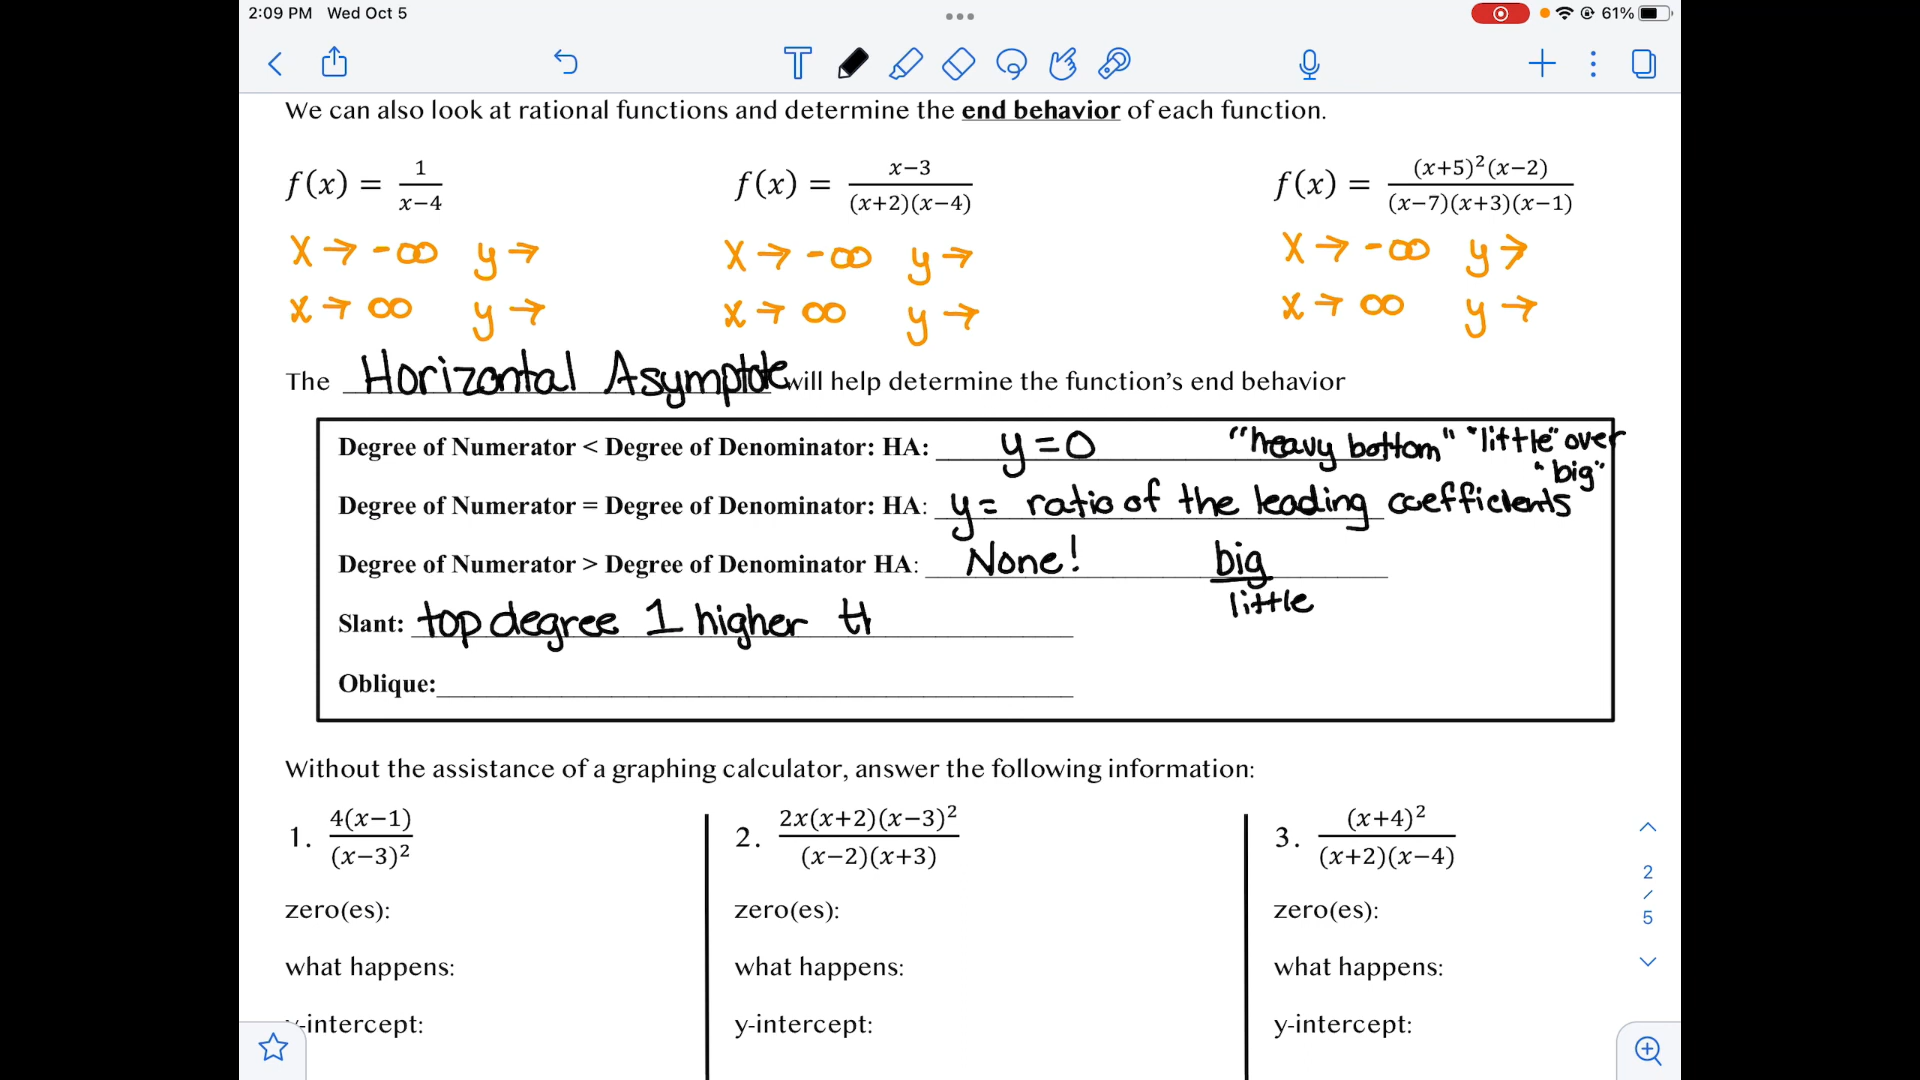 2:09 PM Wed Oct 5
61%
We can also look at rational functions and determine the end behavior of each function.
f(x) = 1/(x−4)
f(x) = (x−3)/((x+2)(x−4))
f(x) = ((x+5)²(x−2))/((x−7)(x+3)(x−1))
x → -∞ y →
x → ∞ y →
x → -∞ y →
x → ∞ y →
x → -∞ y →
x → ∞ y →
The Horizontal Asymptote will help determine the function’s end behavior
Degree of Numerator < Degree of Denominator: HA: y=0 "heavy bottom" "little" over
"big"
Degree of Numerator = Degree of Denominator: HA: y= ratio of the leading coefficients
Degree of Numerator > Degree of Denominator HA: None! big
little
Slant: top degree 1 higher th
Oblique:
Without the assistance of a graphing calculator, answer the following information:
1. 4(x−1)/(x−3)²
zero(es):
what happens:
y-intercept:
2. 2x(x+2)(x−3)²/((x−2)(x+3))
zero(es):
what happens:
y-intercept:
3. (x+4)²/((x+2)(x−4))
zero(es):
what happens:
y-intercept:
2
/
5